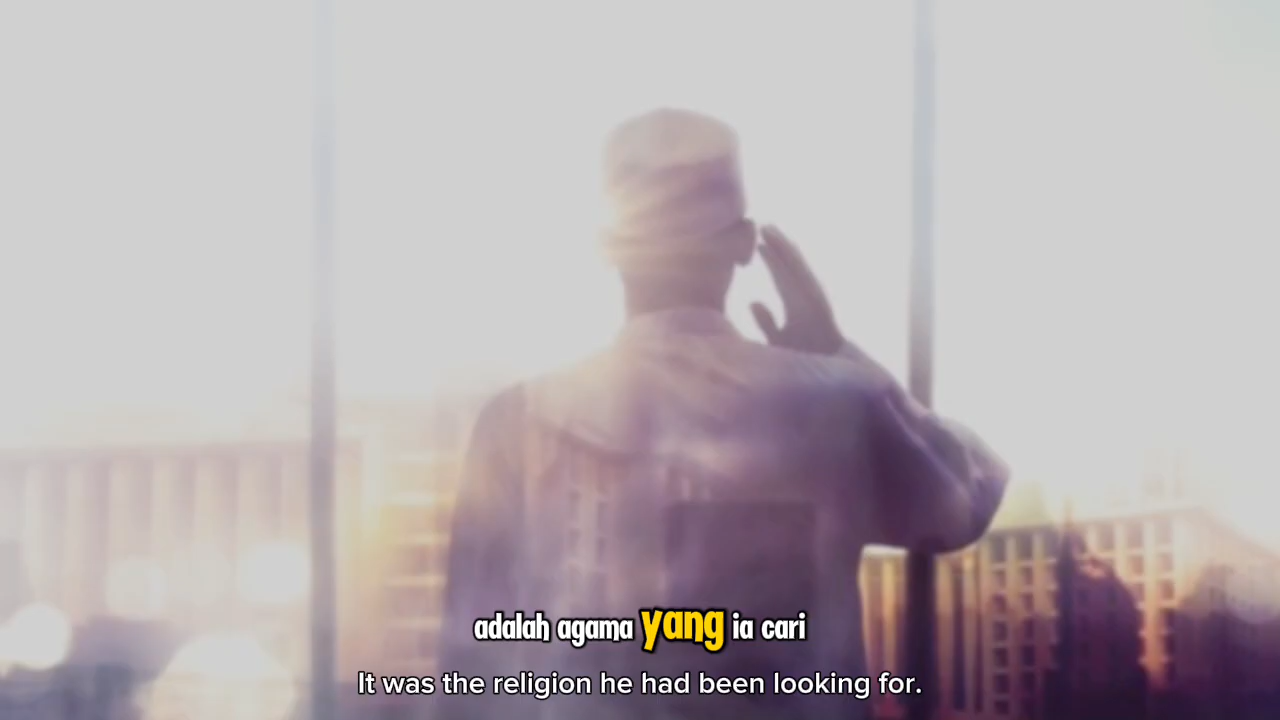 adalah agama yang ia cari
It was the religion he had been looking for.